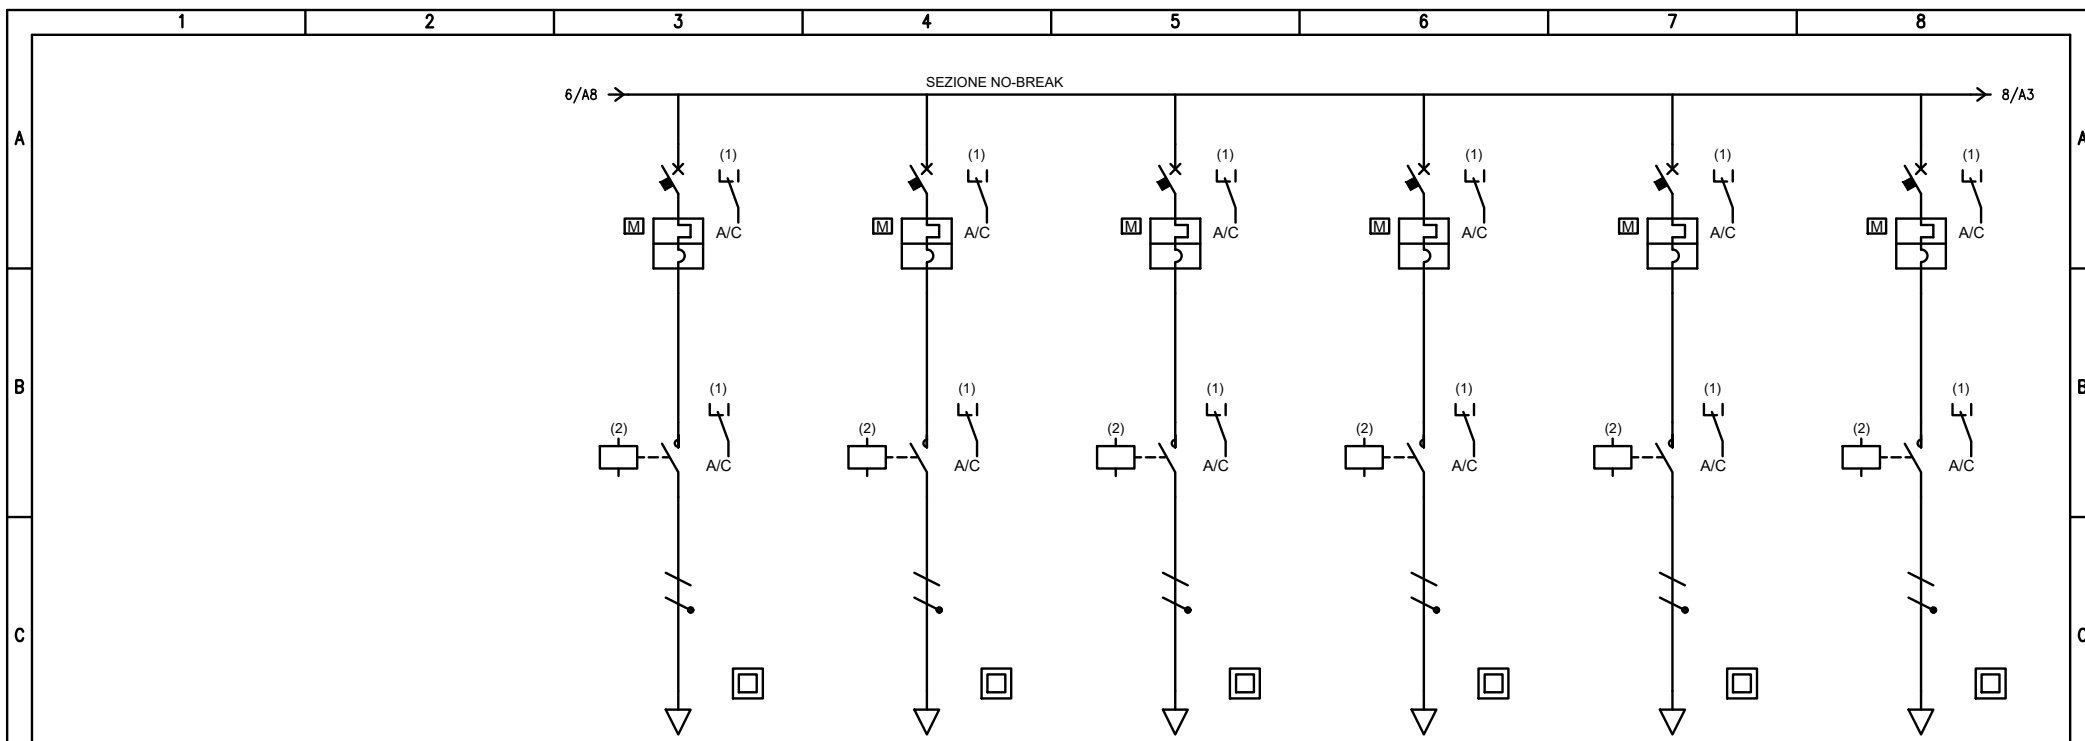 1 2 3 4 5 6 7 8
SEZIONE NO-BREAK
6/A8 8/A3
A A
(1) (1) (1) (1) (1) (1)
M A/C M A/C M A/C M A/C M A/C M A/C
B B
(1) (1) (1) (1) (1) (1)
(2) (2) (2) (2) (2) (2)
A/C A/C A/C A/C A/C A/C
C C